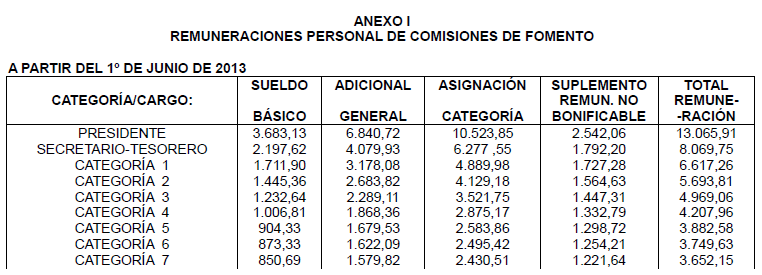 ANEXO I
REMUNERACIONES PERSONAL DE COMISIONES DE FOMENTO
A PARTIR DEL 1º DE JUNIO DE 2013
CATEGORÍA/CARGO: SUELDO BÁSICO ADICIONAL GENERAL ASIGNACIÓN CATEGORÍA SUPLEMENTO REMUN. NO BONIFICABLE TOTAL REMUNE- -RACIÓN
PRESIDENTE 3.683,13 6.840,72 10.523,85 2.542,06 13.065,91
SECRETARIO-TESORERO 2.197,62 4.079,93 6.277 ,55 1.792,20 8.069,75
CATEGORÍA 1 1.711,90 3.178,08 4.889,98 1.727,28 6.617,26
CATEGORÍA 2 1.445,36 2.683,82 4.129,18 1.564,63 5.693,81
CATEGORÍA 3 1.232,64 2.289,11 3.521,75 1.447,31 4.969,06
CATEGORÍA 4 1.006,81 1.868,36 2.875,17 1.332,79 4.207,96
CATEGORÍA 5 904,33 1.679,53 2.583,86 1.298,72 3.882,58
CATEGORÍA 6 873,33 1.622,09 2.495,42 1.254,21 3.749,63
CATEGORÍA 7 850,69 1.579,82 2.430,51 1.221,64 3.652,15